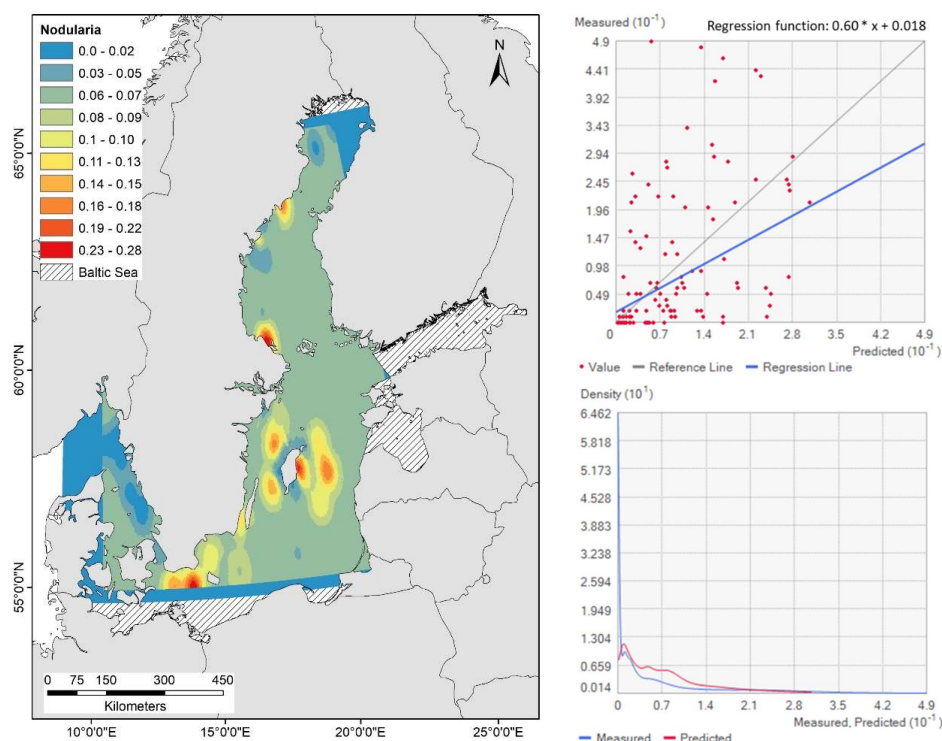 Nodularia
0.0 - 0.02
0.03 - 0.05
0.06 - 0.07
0.08 - 0.09
0.1 - 0.10
0.11 - 0.13
0.14 - 0.15
0.16 - 0.18
0.19 - 0.22
0.23 - 0.28
Baltic Sea
N
65°0'0"N
60°0'0"N
55°0'0"N
0 75 150 300 450
Kilometers
10°0'0"E 15°0'0"E 20°0'0"E 25°0'0"E
Measured (10⁻¹)
Regression function: 0.60 * x + 0.018
4.9
4.41
3.92
3.43
2.94
2.45
1.96
1.47
0.98
0.49
0 0.7 1.4 2.1 2.8 3.5 4.2 4.9
Predicted (10⁻¹)
Value Reference Line Regression Line
Density (10¹)
6.462
5.818
5.173
4.528
3.883
3.238
2.594
1.949
1.304
0.659
0.014
0 0.7 1.4 2.1 2.8 3.5 4.2 4.9
Measured, Predicted (10⁻¹)
Measured Predicted